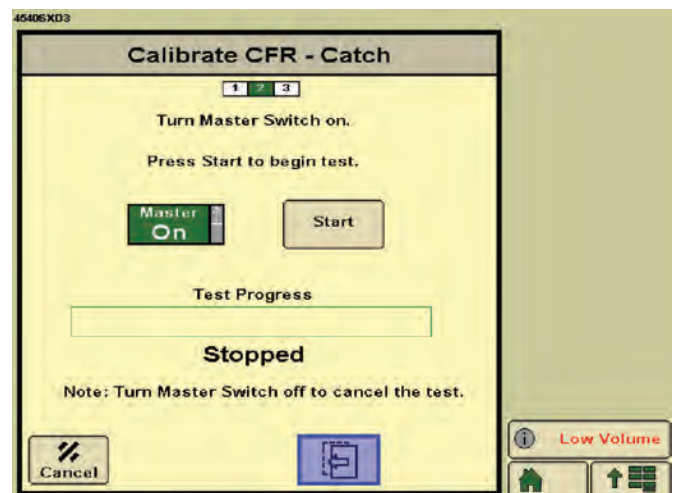 4540SXD3
Calibrate CFR - Catch
1 2 3
Turn Master Switch on.
Press Start to begin test.
Master
On
Start
Test Progress
Stopped
Note: Turn Master Switch off to cancel the test.
Cancel
Low Volume